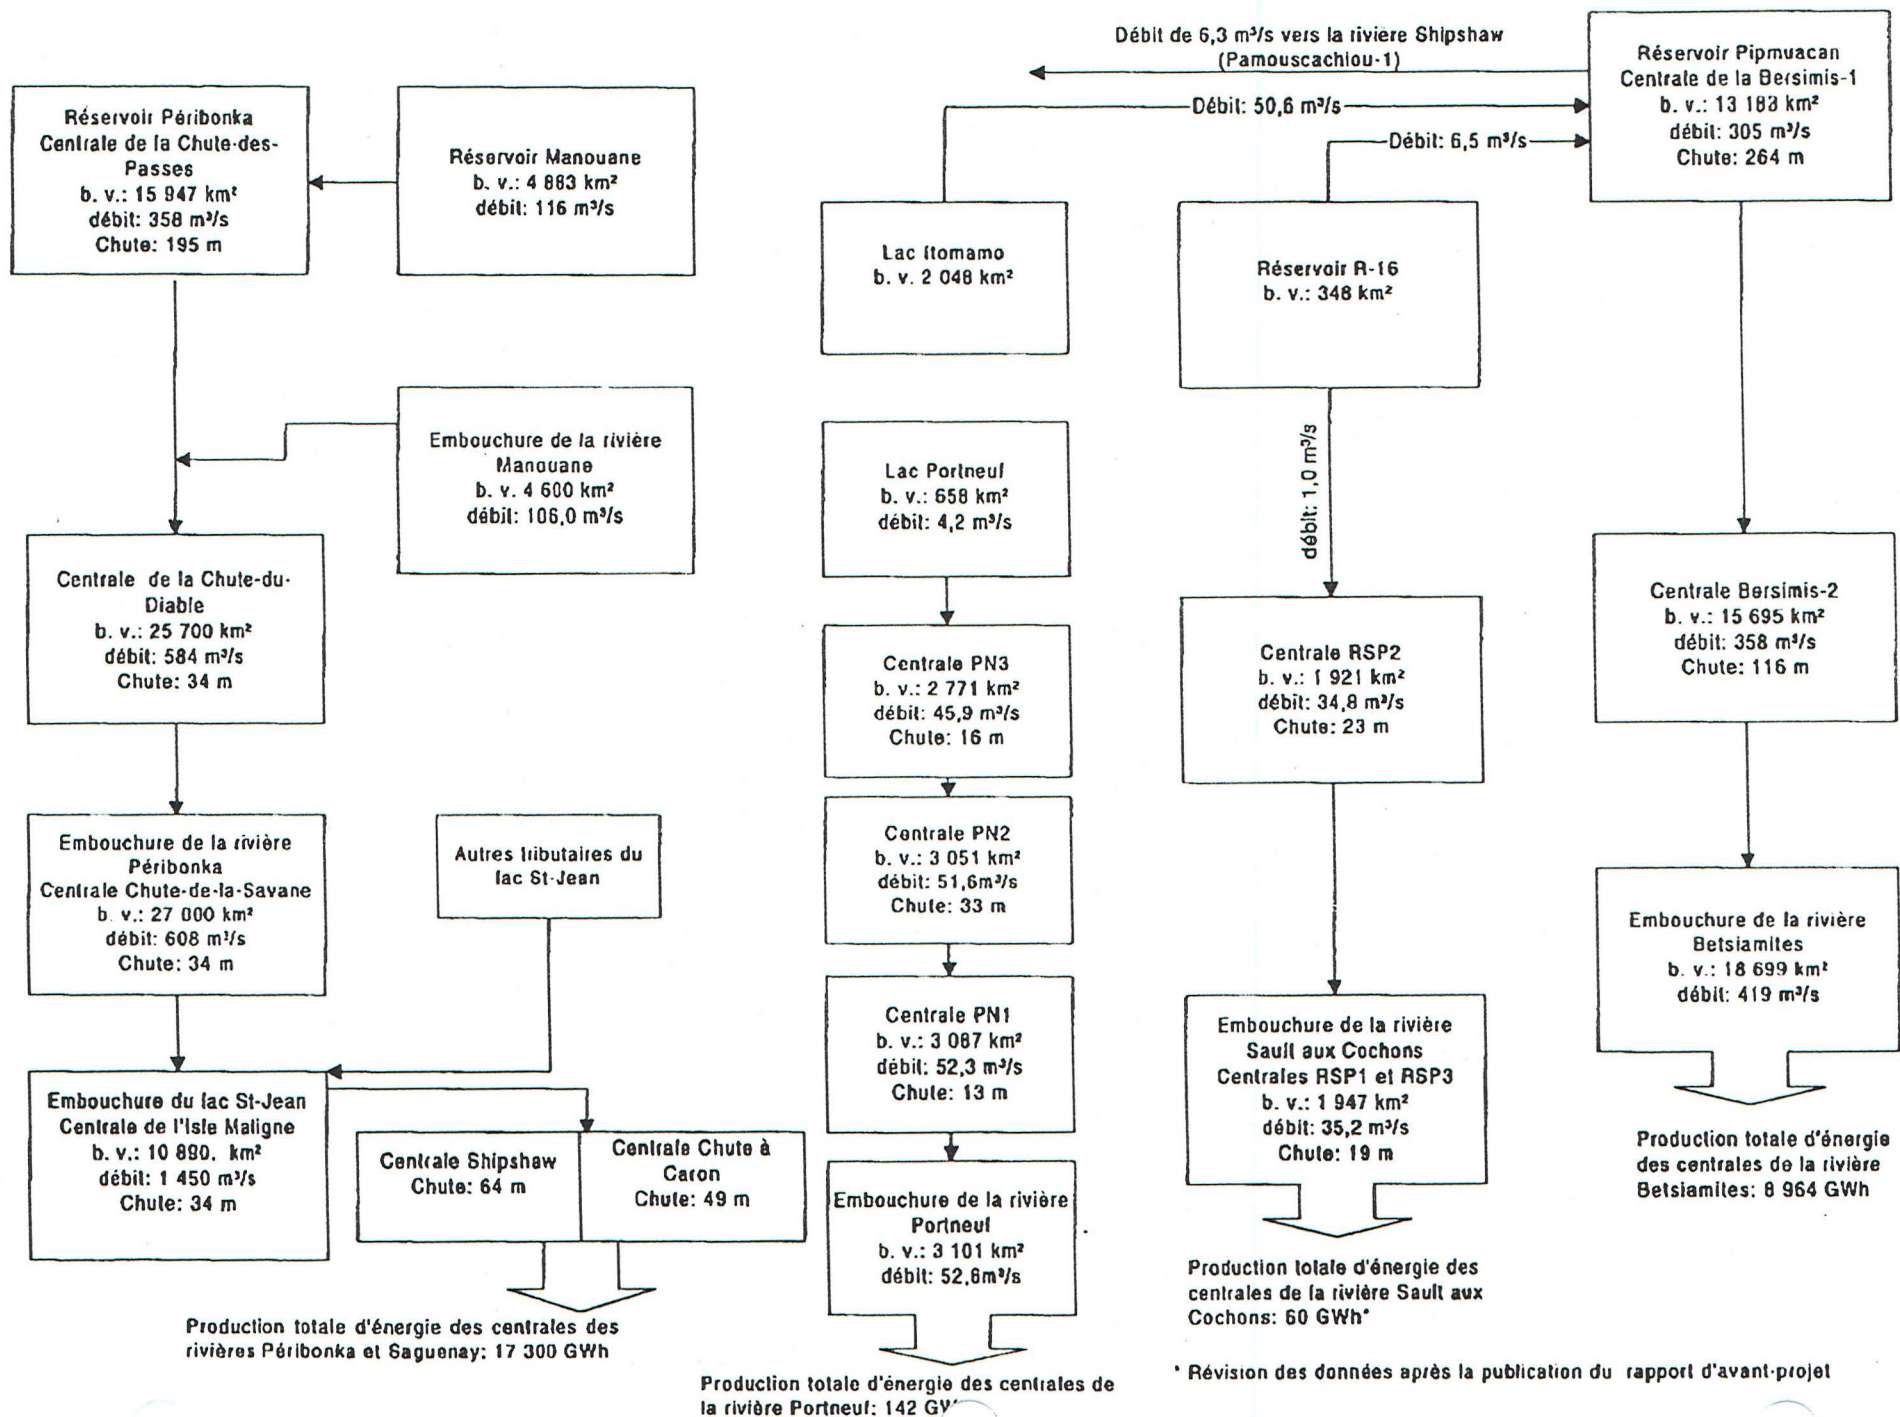 Débit de 6,3 m³/s vers la rivière Shipshaw
(Pamouscachiou-1)
Réservoir Pipmuacan
Centrale de la Bersimis-1
b. v.: 13 183 km²
débit: 305 m³/s
Chute: 264 m
Débit: 50,6 m³/s
Débit: 6,5 m³/s
Réservoir Péribonka
Centrale de la Chute-des-
Passes
b. v.: 15 947 km²
débit: 358 m³/s
Chute: 195 m
Réservoir Manouane
b. v.: 4 883 km²
débit: 116 m³/s
Lac Itomamo
b. v. 2 048 km²
Réservoir R-16
b. v.: 348 km²
Embouchure de la rivière
Manouane
b. v. 4 600 km²
débit: 106,0 m³/s
Lac Portneuf
b. v.: 658 km²
débit: 4,2 m³/s
débit: 1,0 m³/s
Centrale de la Chute-du-
Diable
b. v.: 25 700 km²
débit: 584 m³/s
Chute: 34 m
Centrale PN3
b. v.: 2 771 km²
débit: 45,9 m³/s
Chute: 16 m
Centrale RSP2
b. v.: 1 921 km²
débit: 34,8 m³/s
Chute: 23 m
Centrale Bersimis-2
b. v.: 15 695 km²
débit: 358 m³/s
Chute: 116 m
Embouchure de la rivière
Péribonka
Centrale Chute-de-la-Savane
b. v.: 27 000 km²
débit: 608 m³/s
Chute: 34 m
Autres tributaires du
lac St-Jean
Centrale PN2
b. v.: 3 051 km²
débit: 51,6m³/s
Chute: 33 m
Embouchure de la rivière
Betsiamites
b. v.: 18 699 km²
débit: 419 m³/s
Centrale PN1
b. v.: 3 087 km²
débit: 52,3 m³/s
Chute: 13 m
Embouchure de la rivière
Sault aux Cochons
Centrales RSP1 et RSP3
b. v.: 1 947 km²
débit: 35,2 m³/s
Chute: 19 m
Embouchure du lac St-Jean
Centrale de l'Isle Maligne
b. v.: 10 890. km²
débit: 1 450 m³/s
Chute: 34 m
Centrale Shipshaw
Chute: 64 m
Centrale Chute à
Caron
Chute: 49 m
Embouchure de la rivière
Portneuf
b. v.: 3 101 km²
débit: 52,6m³/s
Production totale d'énergie
des centrales de la rivière
Betsiamites: 8 964 GWh
Production totale d'énergie des
centrales de la rivière Sault aux
Cochons: 60 GWh*
Production totale d'énergie des centrales des
rivières Péribonka et Saguenay: 17 300 GWh
Production totale d'énergie des centrales de
la rivière Portneuf: 142
* Révision des données après la publication du rapport d'avant-projet